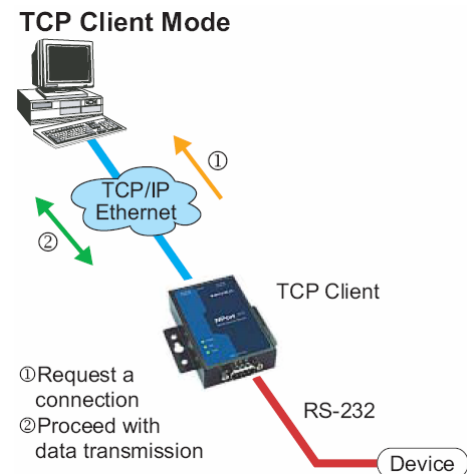 TCP Client Mode
①
TCP/IP
Ethernet
②
TCP Client
NPort
①Request a
connection
②Proceed with
data transmission
RS-232
Device